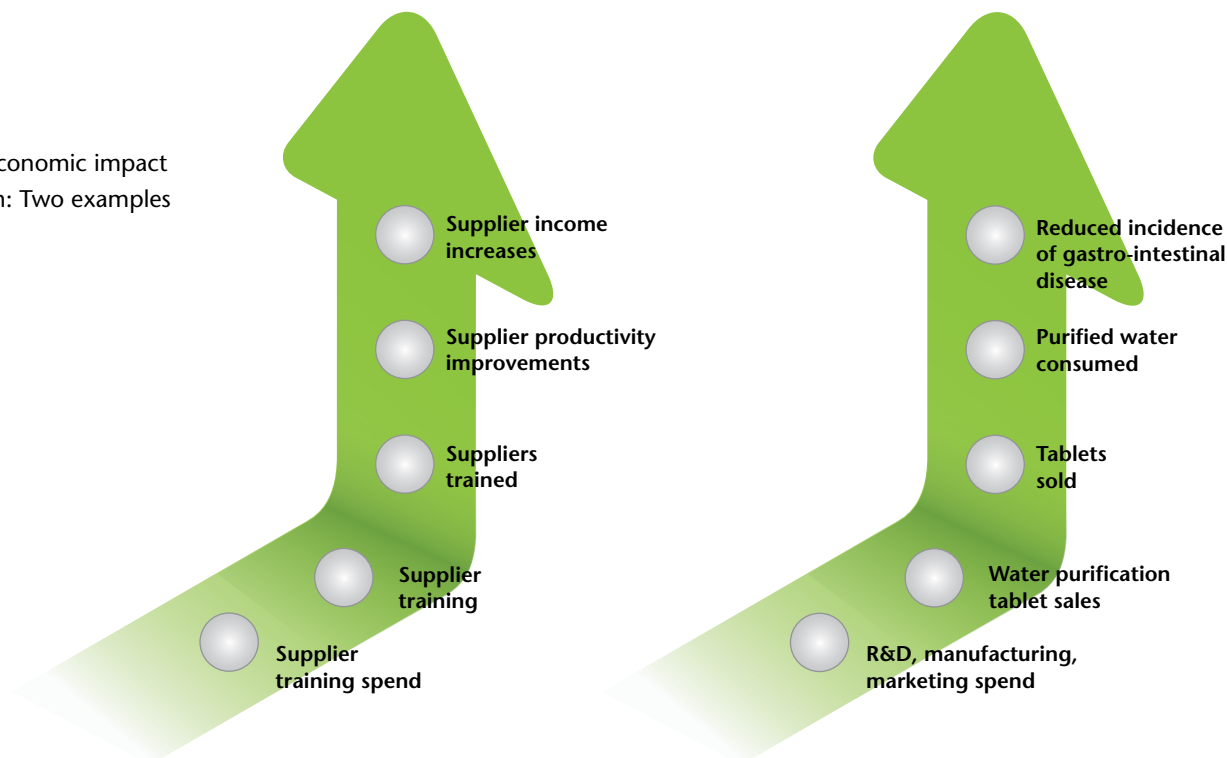 conomic impact
: Two examples
Supplier income
increases
Supplier productivity
improvements
Suppliers
trained
Supplier
training
Supplier
training spend
Reduced incidence
of gastro-intestinal
disease
Purified water
consumed
Tablets
sold
Water purification
tablet sales
R&D, manufacturing,
marketing spend